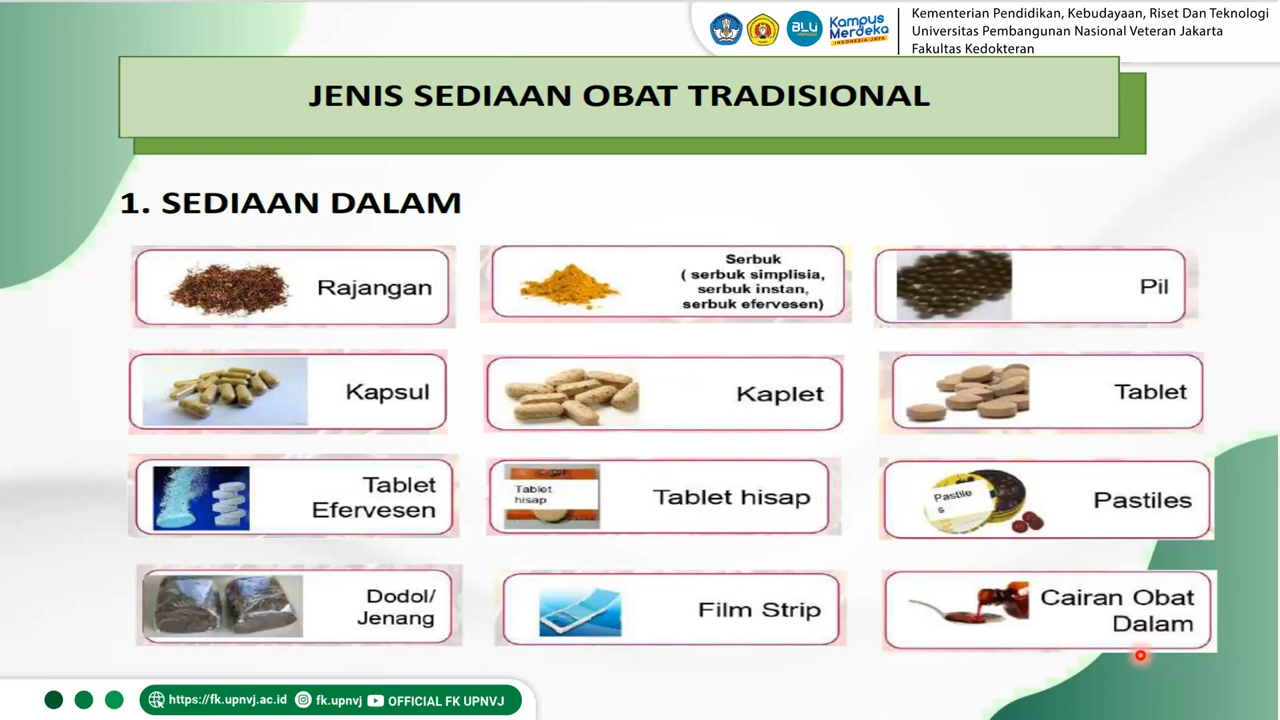 BLU
Kampus
Merdeka
INDONESIA JAYA
Kementerian Pendidikan, Kebudayaan, Riset Dan Teknologi
Universitas Pembangunan Nasional Veteran Jakarta
Fakultas Kedokteran
JENIS SEDIAAN OBAT TRADISIONAL
1. SEDIAAN DALAM
Rajangan
Serbuk
( serbuk simplisia,
serbuk instan,
serbuk efervesen)
Pil
Kapsul
Kaplet
Tablet
Tablet
Efervesen
Tablet
hisap
Tablet hisap
Pastile
s
Pastiles
Dodol/
Jenang
Film Strip
Cairan Obat
Dalam
https://fk.upnvj.ac.id fk.upnvj OFFICIAL FK UPNVJ